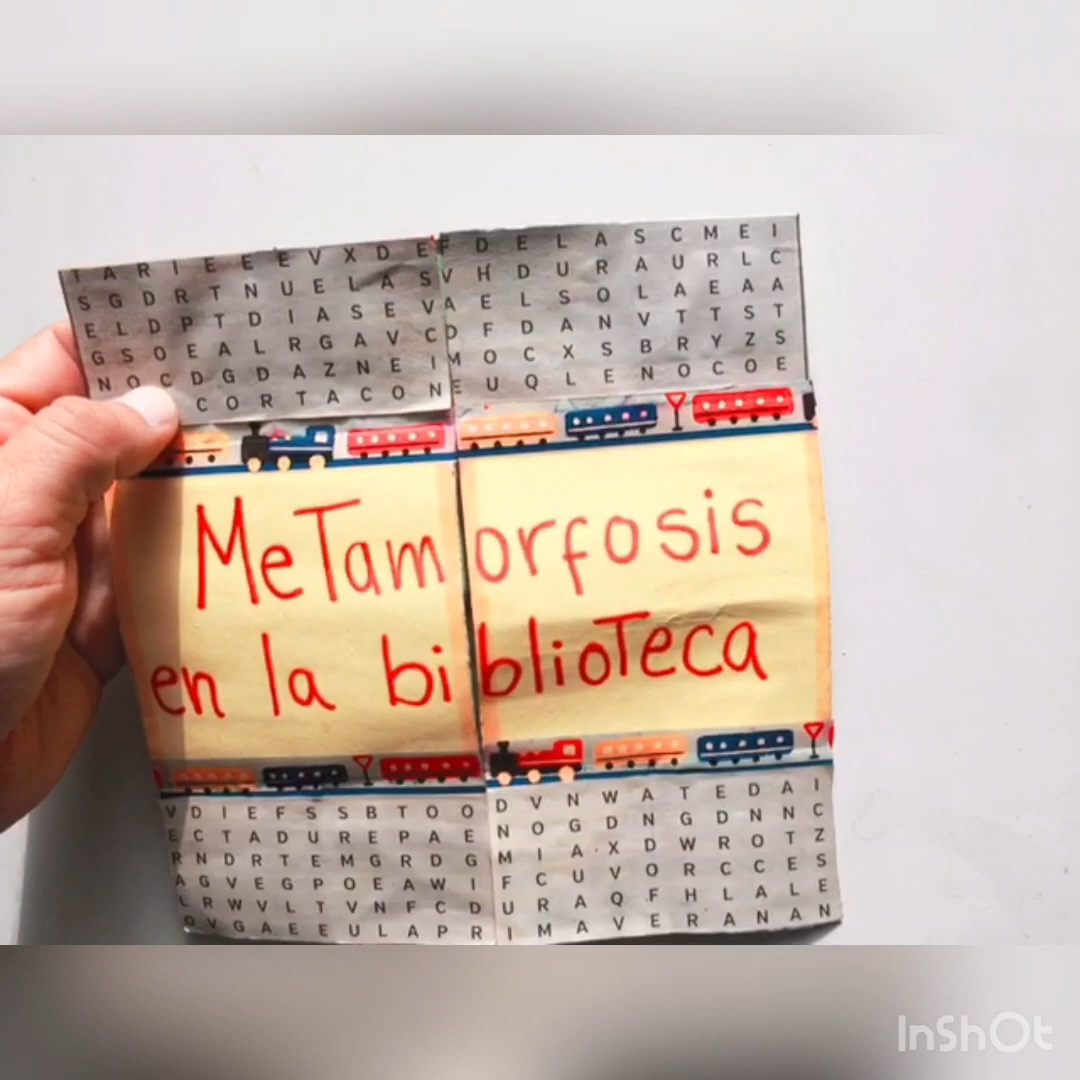 T A R I E E E V X D E F D E L A S C M E I
S G D R T N U E L A S V H D U R A U R L C
E L D P T D I A S E V A E L S O L A E A A
G S O E A L R G A V C D F D A N V T T S T
N O C D G D A Z N E I M O C X S B R Y Z S
C O R T A C O N E U Q L E N O C O E
MeTamorfosis
en la biblioTeca
V D I E F S S B T O O D V N W A T E D A I
E C T A D U R E P A E N O G D N G D N N C
R N D R T E M G R D G M I A X D W R O T Z
A G V E G P O E A W I F C U V O R C C E S
L R W V L T V N F C D U R A Q F H L A L E
O V G A E E U L A P R I M A V E R A N A N
InShOt